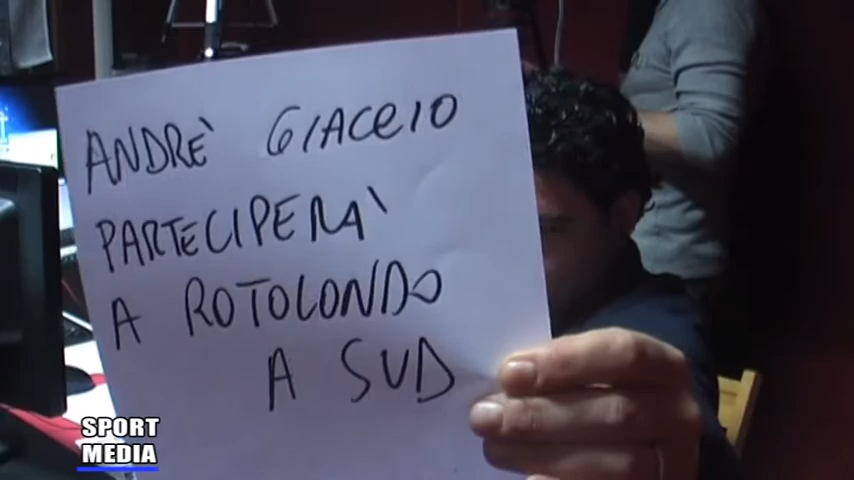 ANDRÈ GIACCIO
PARTECIPERÀ
A ROTOLONDO
A SUD
SPORT
MEDIA